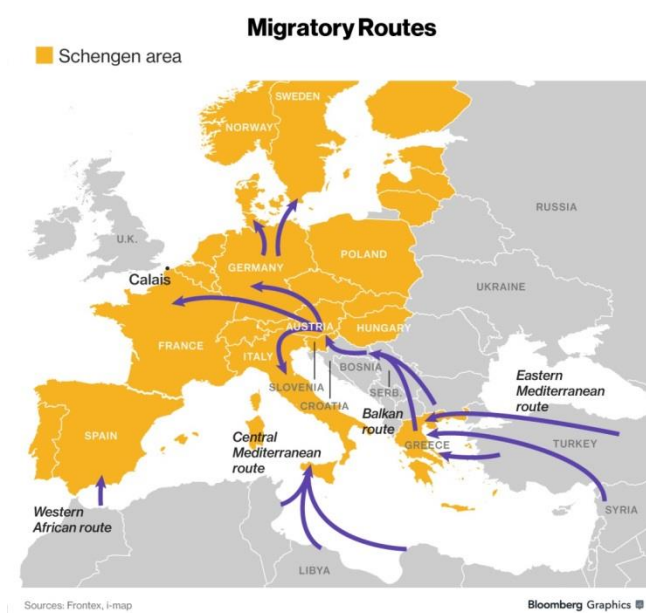 Migratory Routes
Schengen area
SWEDEN
NORWAY
RUSSIA
U.K.
Calais
GERMANY
POLAND
UKRAINE
FRANCE
AUSTRIA
HUNGARY
ITALY
SLOVENIA
CROATIA
BOSNIA
SERB.
Balkan
route
Eastern
Mediterranean
route
SPAIN
Central
Mediterranean
route
GREECE
TURKEY
Western
African route
SYRIA
LIBYA
Sources: Frontex, i-map
Bloomberg Graphics